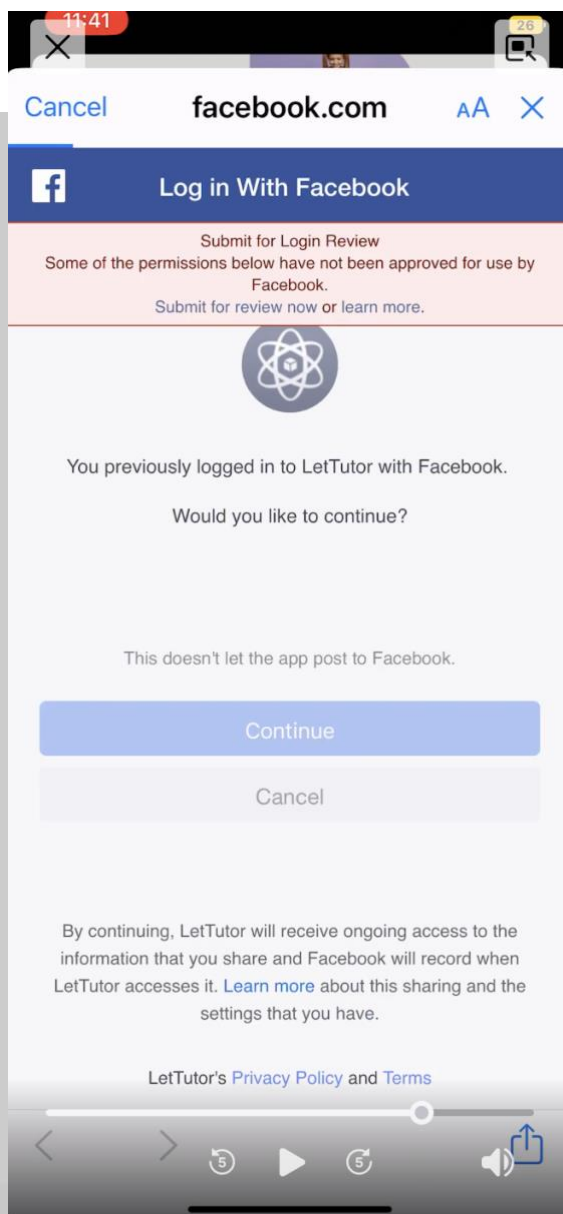 11:41
26
Cancel
facebook.com
AA
Log in With Facebook
Submit for Login Review
Some of the permissions below have not been approved for use by
Facebook.
Submit for review now or learn more.
You previously logged in to LetTutor with Facebook.
Would you like to continue?
This doesn't let the app post to Facebook.
Continue
Cancel
By continuing, LetTutor will receive ongoing access to the
information that you share and Facebook will record when
LetTutor accesses it. Learn more about this sharing and the
settings that you have.
LetTutor's Privacy Policy and Terms
5
5